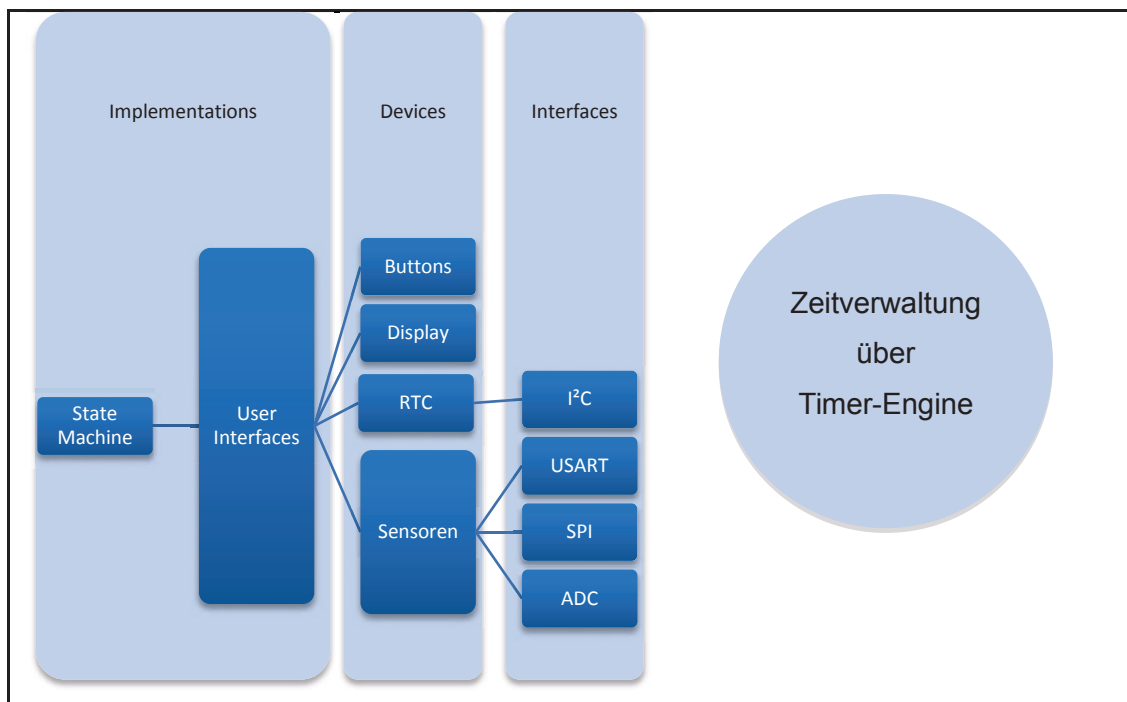 Implementations
Devices
Interfaces
State
Machine
User
Interfaces
Buttons
Display
RTC
Sensoren
I²C
USART
SPI
ADC
Zeitverwaltung
über
Timer-Engine